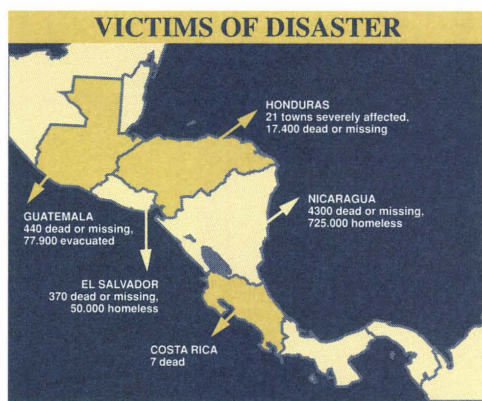 VICTIMS OF DISASTER
HONDURAS
21 towns severely affected,
17.400 dead or missing
NICARAGUA
4300 dead or missing,
725.000 homeless
GUATEMALA
440 dead or missing,
77.900 evacuated
EL SALVADOR
370 dead or missing,
50.000 homeless
COSTA RICA
7 dead